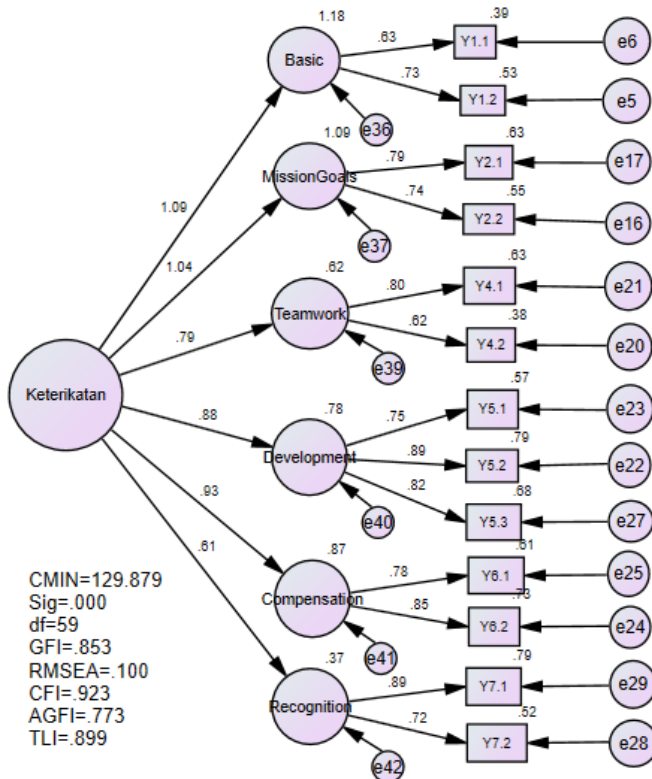 1.18
.39
Basic
.63
Y1.1
e6
.73
.53
Y1.2
e5
e36
1.09
1.09
.63
MissionGoals
.79
Y2.1
e17
.74
.55
Y2.2
e16
e37
1.04
.62
.63
Teamwork
.80
Y4.1
e21
.62
.38
Y4.2
e20
e39
.79
Keterikatan
.88
.78
.57
Development
.75
Y5.1
e23
.89
.79
Y5.2
e22
.82
.68
Y5.3
e27
e40
.93
.87
.61
Compensation
.78
Y6.1
e25
.85
.73
Y6.2
e24
e41
.61
.37
.79
Recognition
.89
Y7.1
e29
.72
.52
Y7.2
e28
e42
CMIN=129.879
Sig=.000
df=59
GFI=.853
RMSEA=.100
CFI=.923
AGFI=.773
TLI=.899